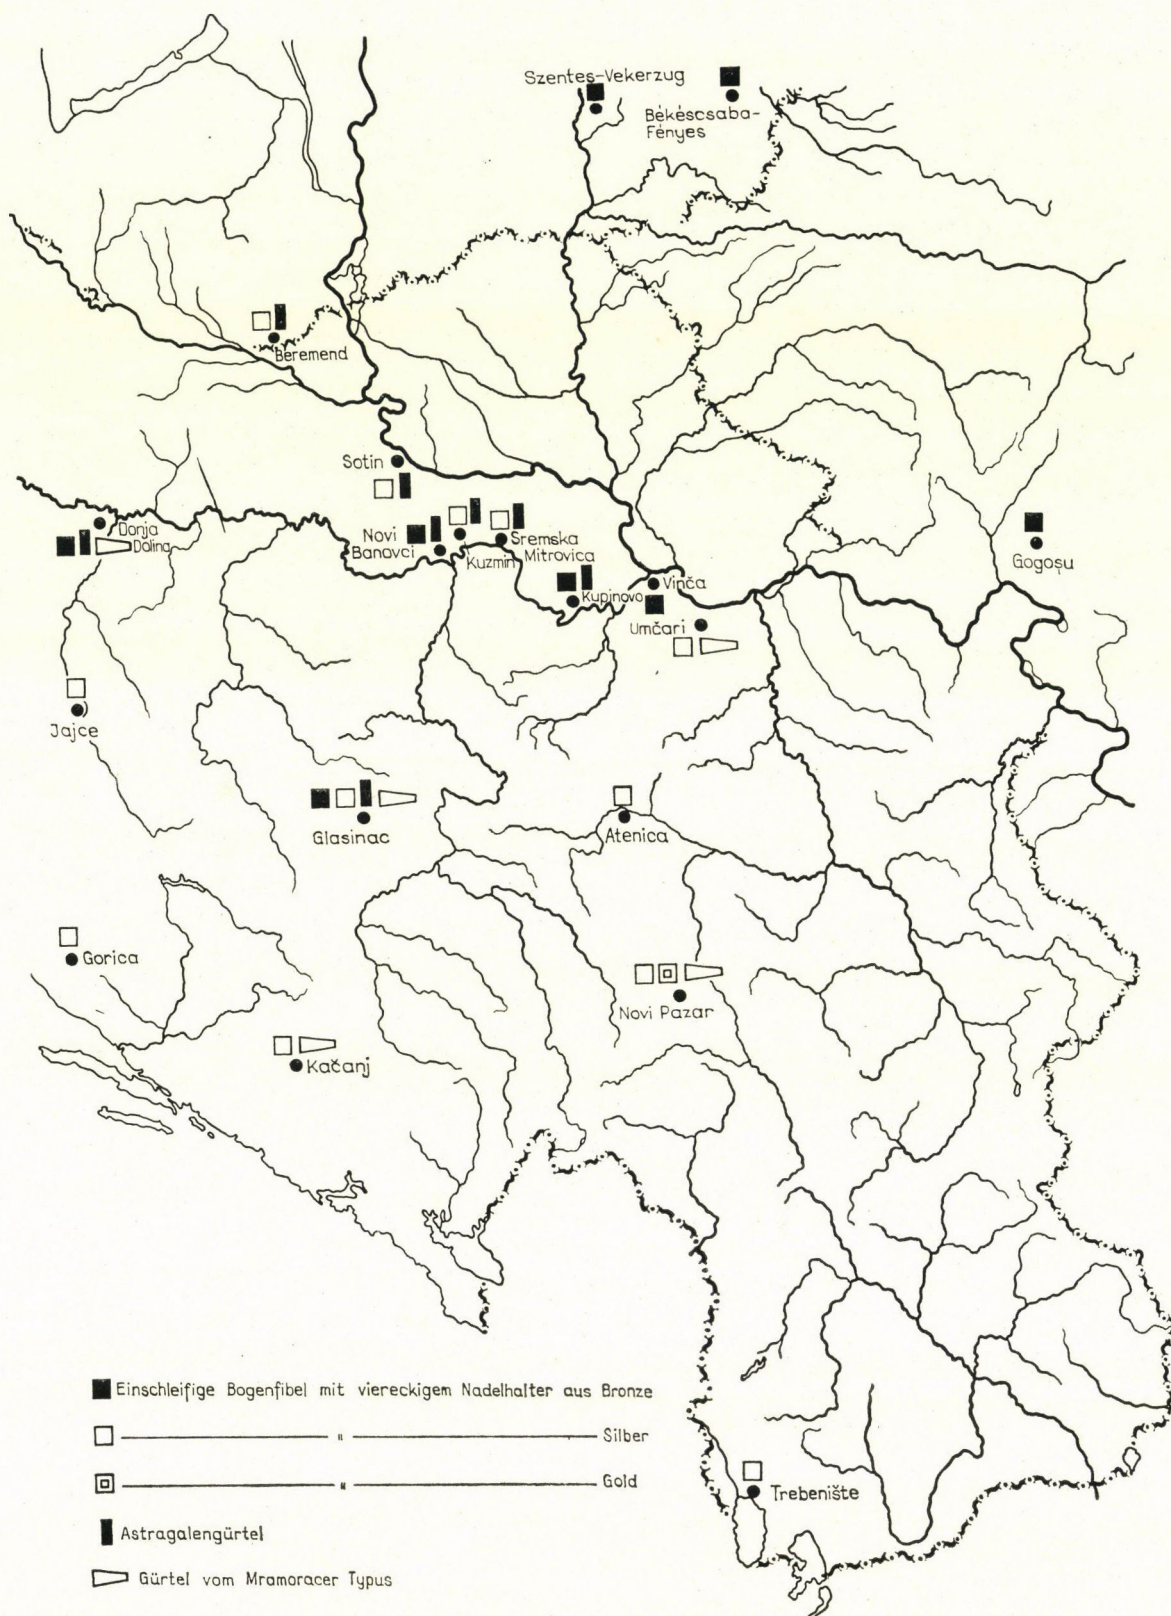 Szentes-Vekerzug
Békéscsaba-
Fényes
Beremend
Sotin
Novi
Banovci
Kuzmin
Sremska
Mitrovica
Donja
Dolina
Kupinovo
Vinča
Umčari
Gogoşu
Jajce
Glasinac
Atenica
Gorica
Novi Pazar
Kačanj
Trebenište
Einschleifige Bogenfibel mit viereckigem Nadelhalter aus Bronze
" Silber
" Gold
Astragalengürtel
Gürtel vom Mramoracer Typus